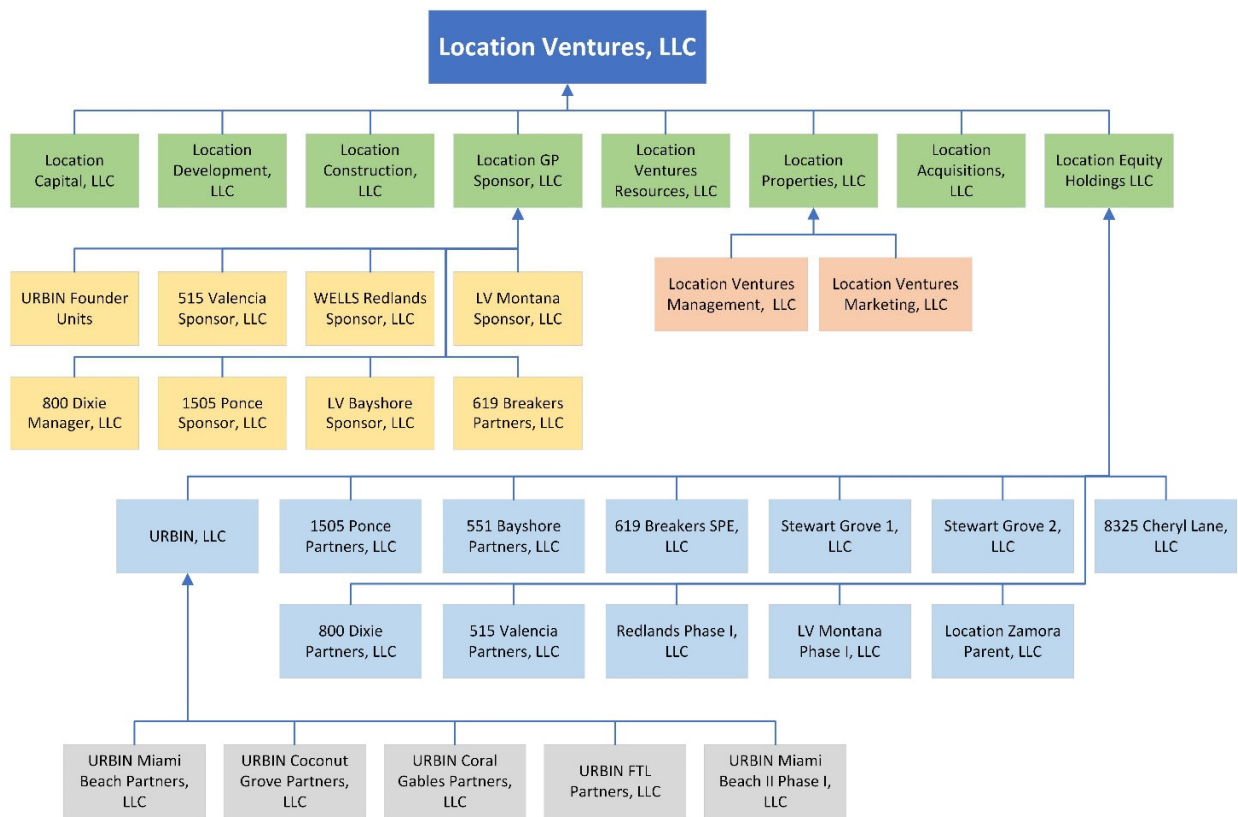 Location Ventures, LLC
Location
Capital, LLC
Location
Development,
LLC
Location
Construction,
LLC
Location GP
Sponsor, LLC
Location
Ventures
Resources, LLC
Location
Properties, LLC
Location
Acquisitions,
LLC
Location Equity
Holdings LLC
Location Ventures
Management, LLC
Location Ventures
Marketing, LLC
URBIN Founder
Units
515 Valencia
Sponsor, LLC
WELLS Redlands
Sponsor, LLC
LV Montana
Sponsor, LLC
800 Dixie
Manager, LLC
1505 Ponce
Sponsor, LLC
LV Bayshore
Sponsor, LLC
619 Breakers
Partners, LLC
URBIN, LLC
1505 Ponce
Partners, LLC
551 Bayshore
Partners, LLC
619 Breakers SPE,
LLC
Stewart Grove 1,
LLC
Stewart Grove 2,
LLC
8325 Cheryl Lane,
LLC
800 Dixie
Partners, LLC
515 Valencia
Partners, LLC
Redlands Phase I,
LLC
LV Montana
Phase I, LLC
Location Zamora
Parent, LLC
URBIN Miami
Beach Partners,
LLC
URBIN Coconut
Grove Partners,
LLC
URBIN Coral
Gables Partners,
LLC
URBIN FTL
Partners, LLC
URBIN Miami
Beach II Phase I,
LLC